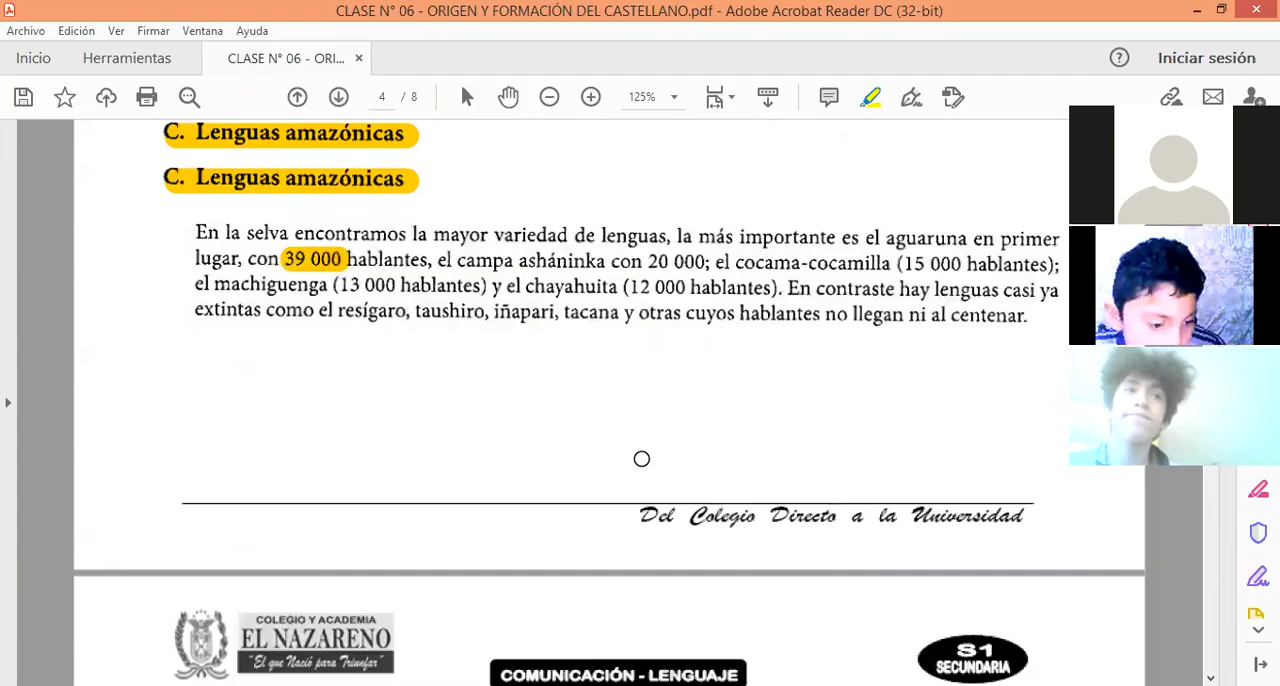 CLASE N° 06 - ORIGEN Y FORMACIÓN DEL CASTELLANO.pdf - Adobe Acrobat Reader DC (32-bit)
Archivo Edición Ver Firmar Ventana Ayuda
Inicio Herramientas CLASE N° 06 - ORI... × Iniciar sesión
4 / 8 125%
C. Lenguas amazónicas
C. Lenguas amazónicas
En la selva encontramos la mayor variedad de lenguas, la más importante es el aguaruna en primer
lugar, con 39 000 hablantes, el campa asháninka con 20 000; el cocama-cocamilla (15 000 hablantes);
el machiguenga (13 000 hablantes) y el chayahuita (12 000 hablantes). En contraste hay lenguas casi ya
extintas como el resígaro, taushiro, iñapari, tacana y otras cuyos hablantes no llegan ni al centenar.
Del Colegio Directo a la Universidad
COLEGIO Y ACADEMIA
EL NAZARENO
"El que Nació para Triunfar"
S1
SECUNDARIA
COMUNICACIÓN - LENGUAJE